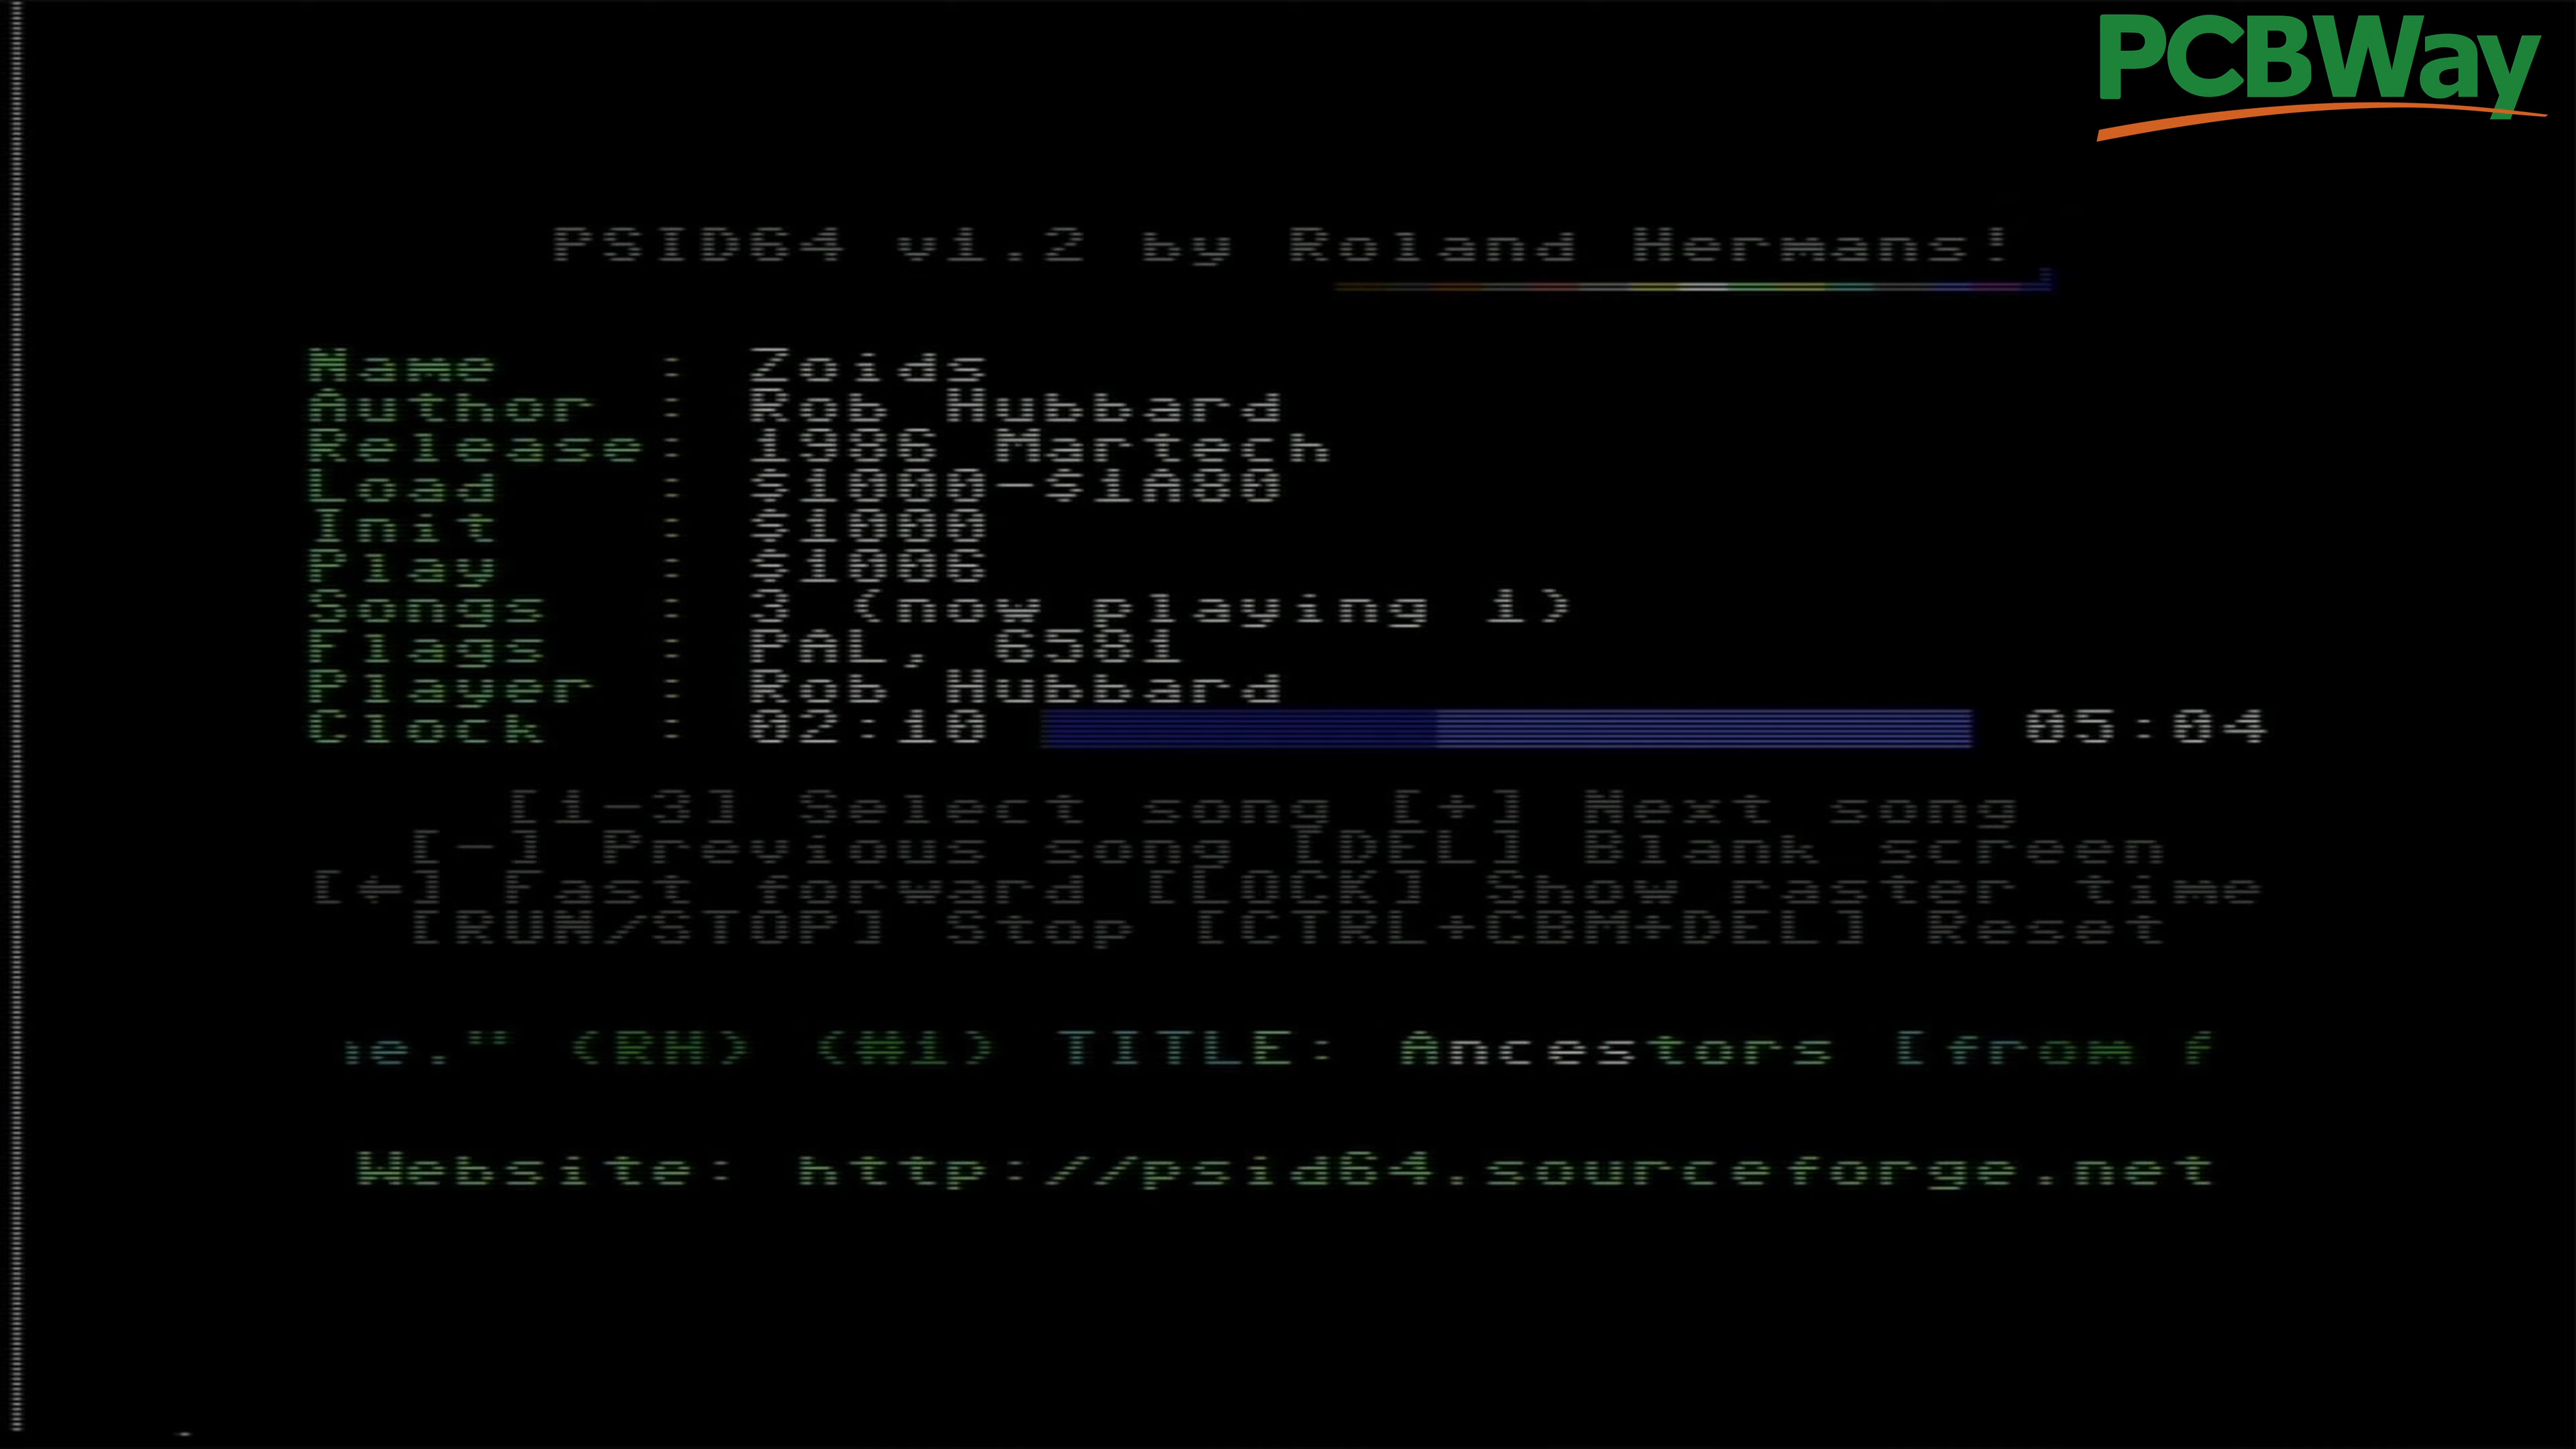 PCBWay
PSID64 v1.2 by Roland Hermans!
Name : Zoids
Author : Rob Hubbard
Release : 1986 Martech
Load : $1000-$1A80
Init : $1000
Play : $1006
Songs : 3 (now playing 1)
Flags : PAL, 6581
Player : Rob Hubbard
Clock : 02:10 05:04
[1-3] Select song [+] Next song
[-] Previous song [DEL] Blank screen
[←] Fast forward [LOCK] Show raster time
[RUN/STOP] Stop [CTRL+CBM+DEL] Reset
e." (RH) (#1) TITLE: Ancestors [from
Website: http://psid64.sourceforge.net